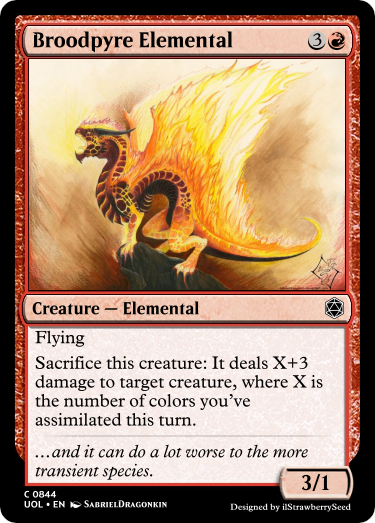 Broodpyre Elemental 3
Creature — Elemental
Flying
Sacrifice this creature: It deals X+3
damage to target creature, where X is
the number of colors you've
assimilated this turn.
…and it can do a lot worse to the more
transient species.
3/1
C 0844
UOL • EN SabrielDragonkin
Designed by ilStrawberrySeed